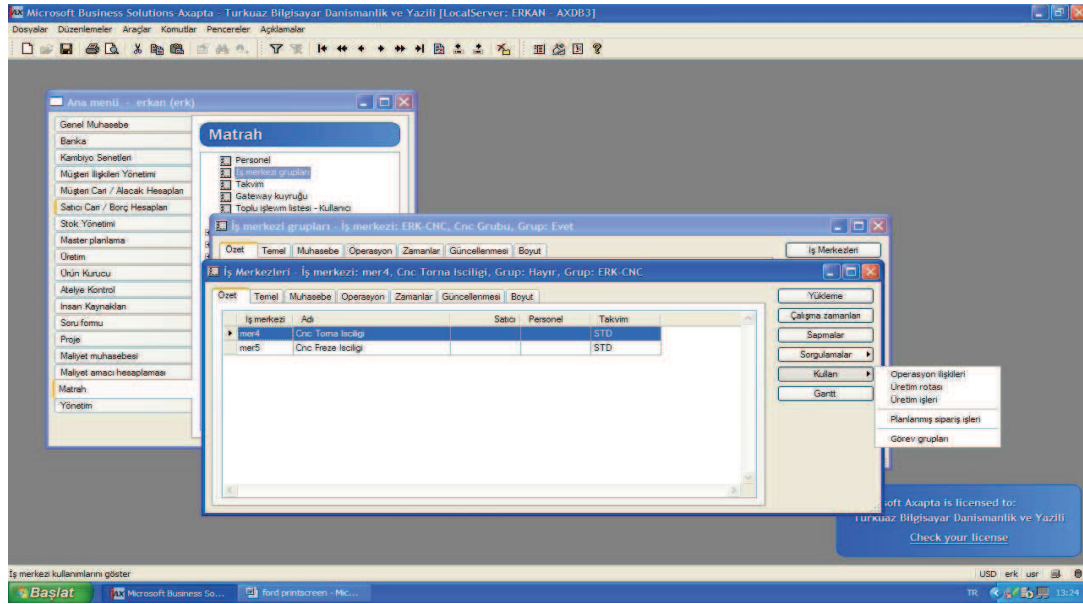 Microsoft Business Solutions-Axapta - Turkuaz Bilgisayar Danismanlik ve Yazili [LocalServer: ERKAN - AXDB3]
Dosyalar Düzenlemeler Araçlar Komutlar Pencereler Açıklamalar
Ana menü - erkan (erk)
Genel Muhasebe
Banka
Kambiyo Senetleri
Müşteri İlişkileri Yönetimi
Müşteri Cari / Alacak Hesapları
Satıcı Cari / Borç Hesapları
Stok Yönetimi
Master planlama
Üretim
Ürün Kurucu
Atelye Kontrol
İnsan Kaynakları
Soru formu
Proje
Maliyet muhasebesi
Maliyet amacı hesaplaması
Matrah
Yönetim
Matrah
Personel
İş merkezi grupları
Takvim
Gateway kuyruğu
Toplu işlewm listesi - Kullanıcı
İş merkezi grupları - İş merkezi: ERK-CNC, Cnc Grubu, Grup: Evet
Özet Temel Muhasebe Operasyon Zamanlar Güncellenmesi Boyut
İş Merkezleri
İş Merkezleri - İş merkezi: mer4, Cnc Torna Isciligi, Grup: Hayır, Grup: ERK-CNC
Özet Temel Muhasebe Operasyon Zamanlar Güncellenmesi Boyut
İş merkezi Adı Satıcı Personel Takvim
mer4 Cnc Torna Isciligi STD
mer5 Cnc Freze Isciligi STD
Yükleme
Çalışma zamanları
Sapmalar
Sorgulamalar
Kullan
Gantt
Operasyon ilişkileri
Üretim rotası
Üretim işleri
Planlanmış sipariş işleri
Görev grupları
soft Axapta is licensed to:
Turkuaz Bilgisayar Danismanlik ve Yazili
Check your license
İş merkezi kullanımlarını göster
USD erk usr
Başlat Microsoft Business So... ford printscreen - Mic... TR 13:24